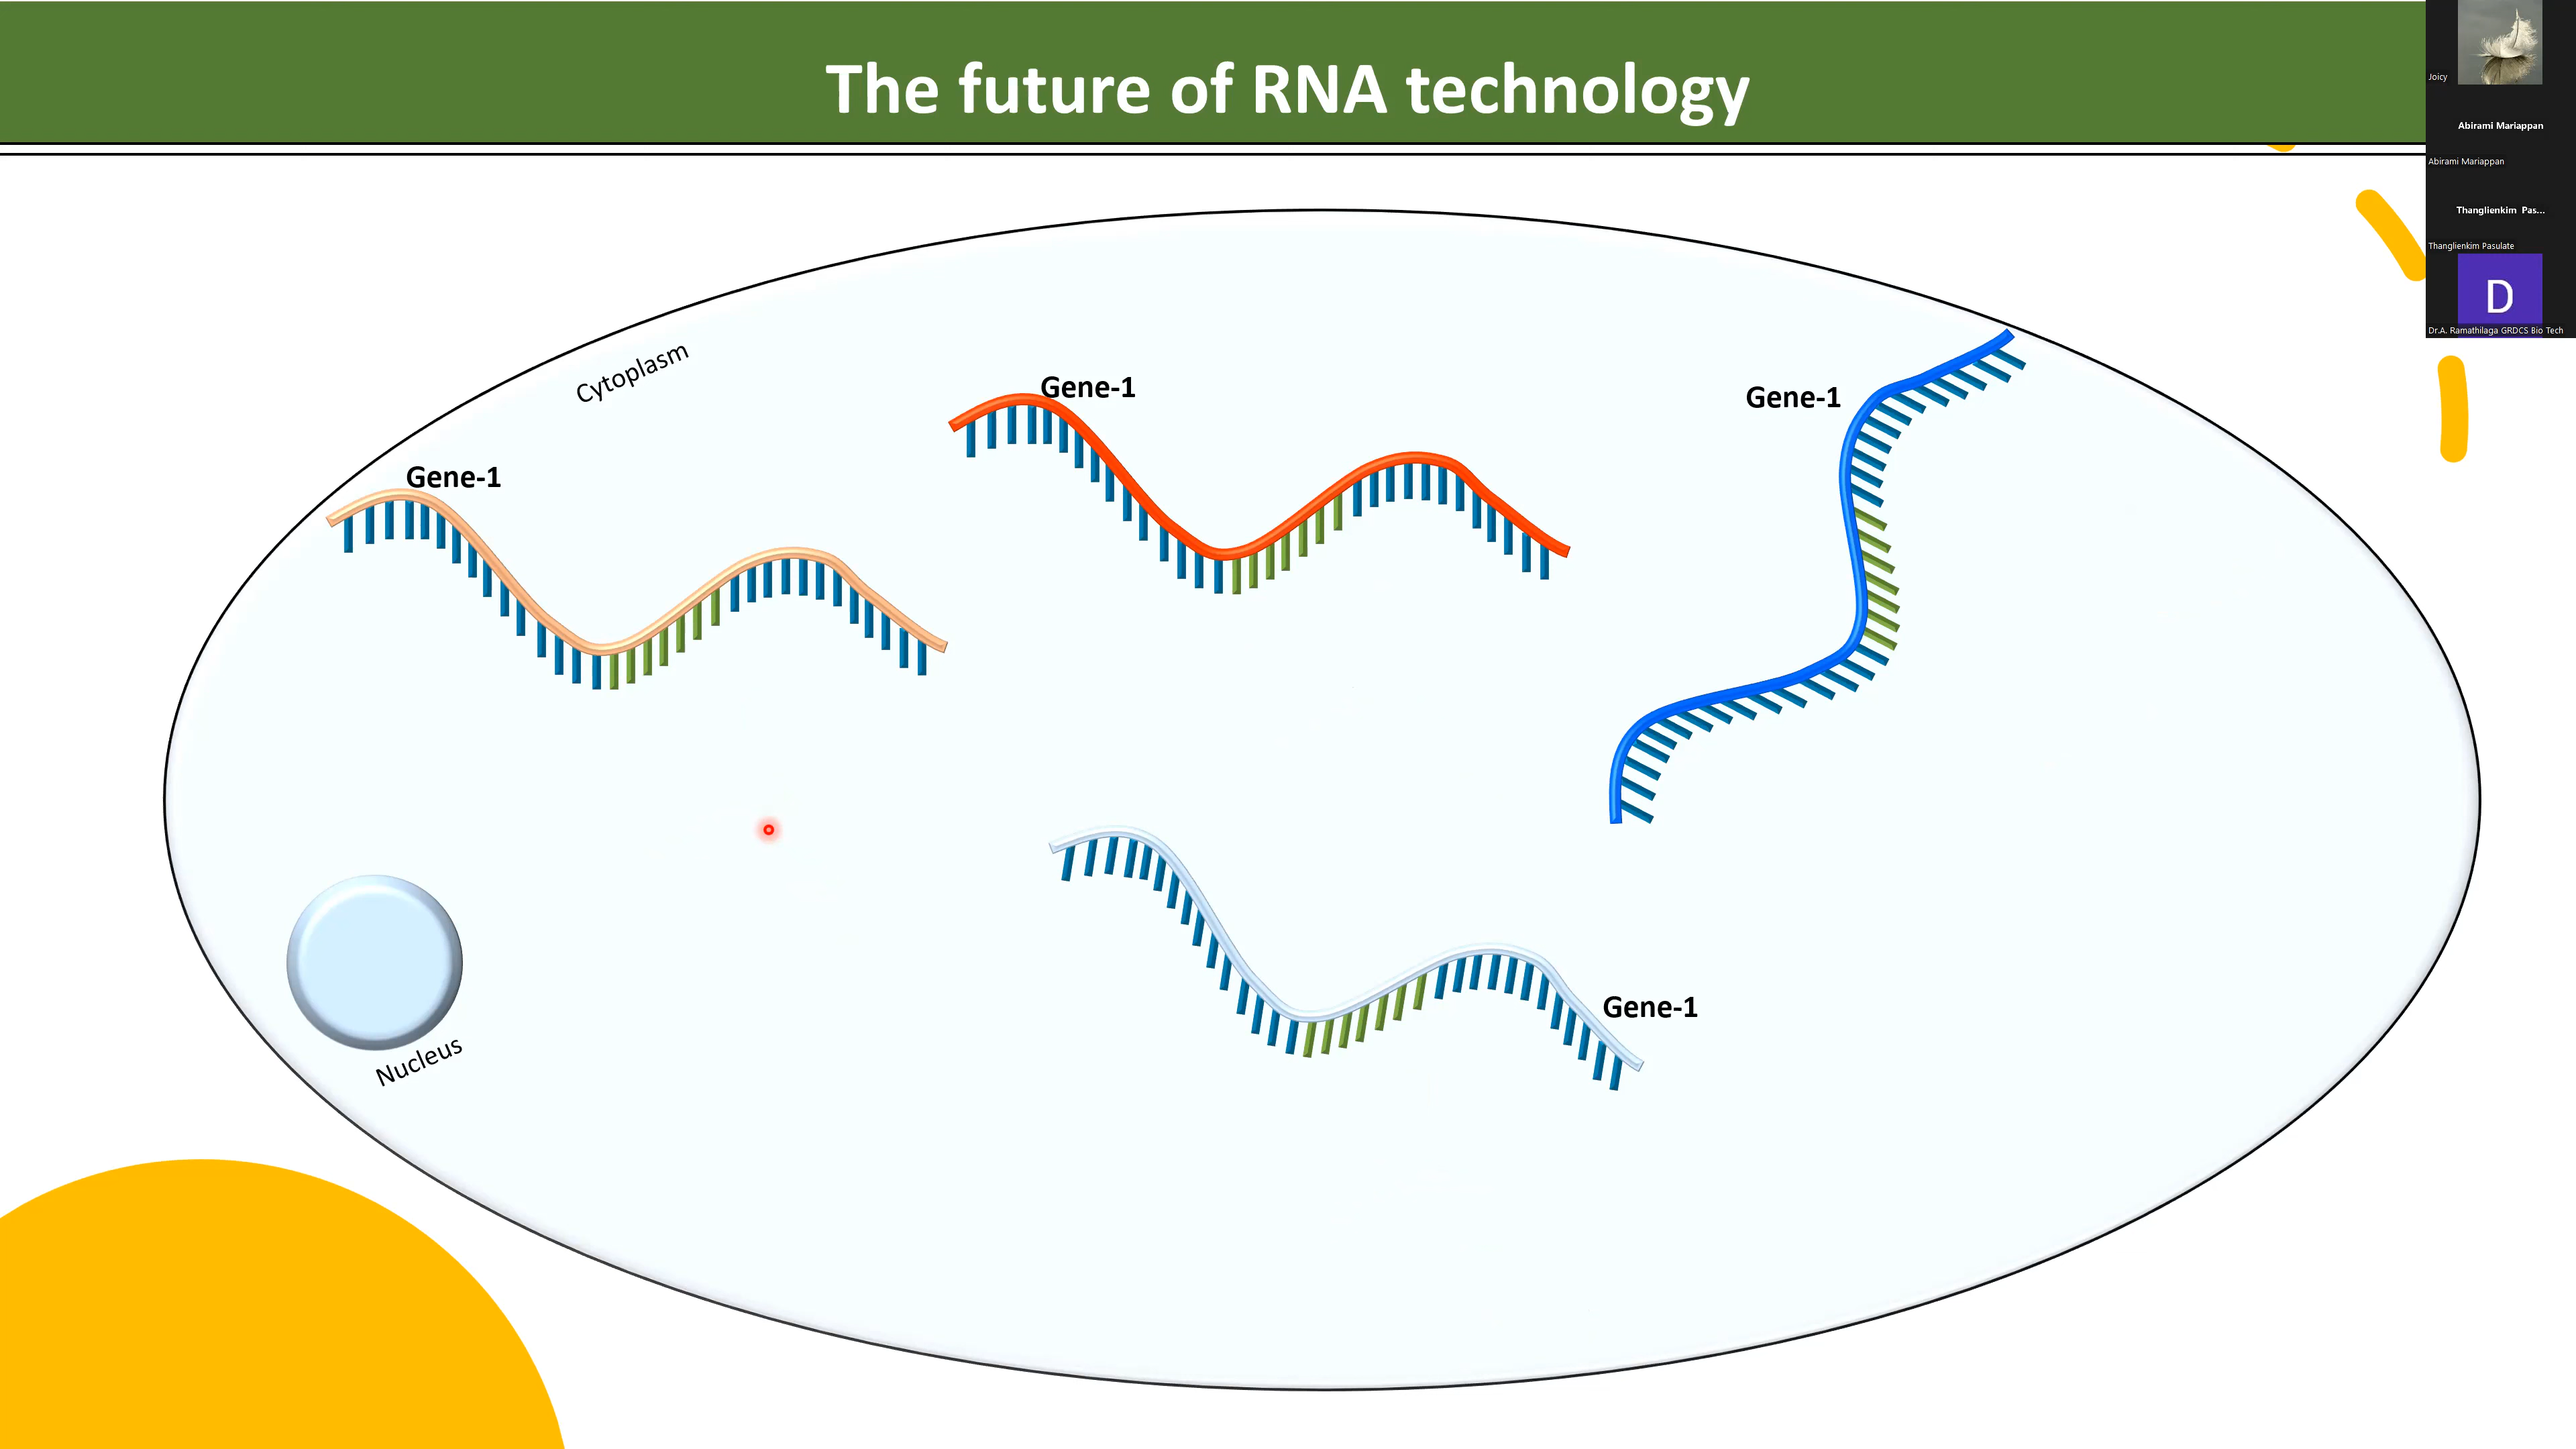 The future of RNA technology
Joicy
Abirami Mariappan
Abirami Mariappan
Thanglienkim Pas...
Thanglienkim Pasulate
D
Dr.A. Ramathilaga GRDCS Bio Tech
Cytoplasm
Gene-1
Gene-1
Gene-1
Gene-1
Nucleus